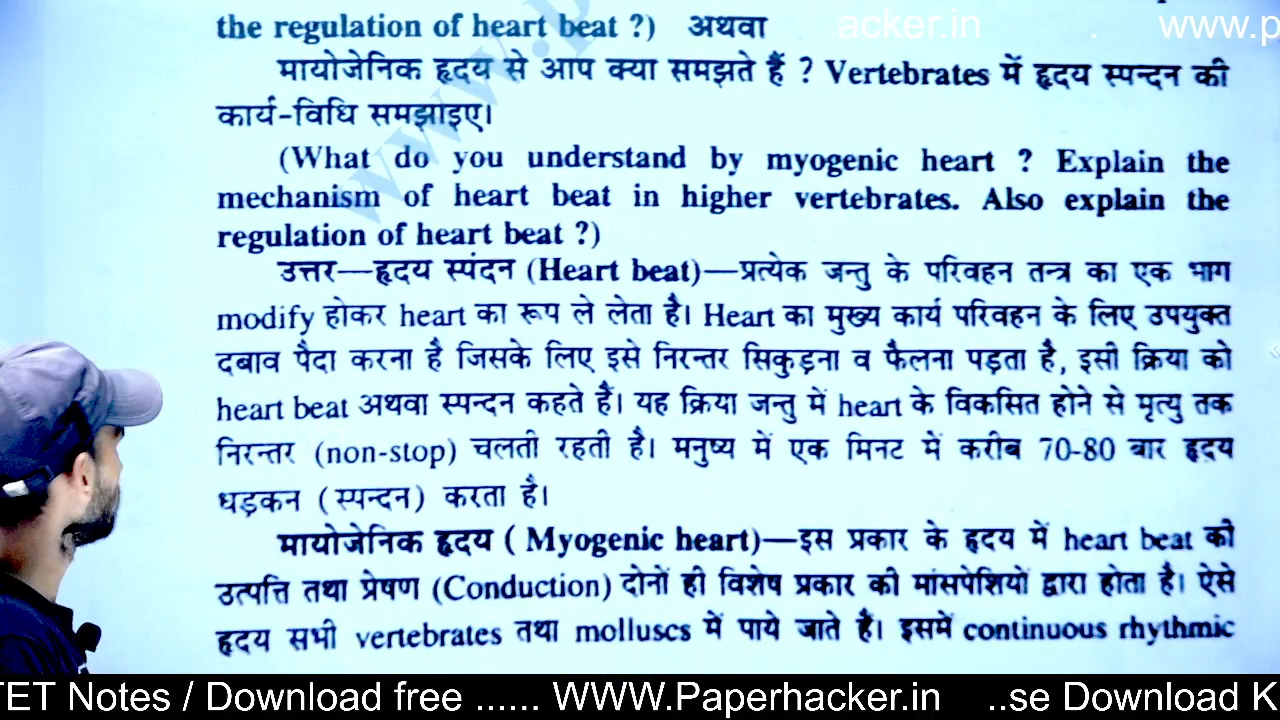 the regulation of heart beat ?) अथवा
acker.in
www.p
मायोजेनिक हृदय से आप क्या समझते हैं ? Vertebrates में हृदय स्पन्दन की
कार्य-विधि समझाइए।
(What do you understand by myogenic heart ? Explain the
mechanism of heart beat in higher vertebrates. Also explain the
regulation of heart beat ?)
उत्तर—हृदय स्पंदन (Heart beat)—प्रत्येक जन्तु के परिवहन तन्त्र का एक भाग
modify होकर heart का रूप ले लेता है। Heart का मुख्य कार्य परिवहन के लिए उपयुक्त
दबाव पैदा करना है जिसके लिए इसे निरन्तर सिकुड़ना व फैलना पड़ता है, इसी क्रिया को
heart beat अथवा स्पन्दन कहते हैं। यह क्रिया जन्तु में heart के विकसित होने से मृत्यु तक
निरन्तर (non-stop) चलती रहती है। मनुष्य में एक मिनट में करीब 70-80 बार हृदय
धड़कन (स्पन्दन) करता है।
मायोजेनिक हृदय ( Myogenic heart)—इस प्रकार के हृदय में heart beat की
उत्पत्ति तथा प्रेषण (Conduction) दोनों ही विशेष प्रकार की मांसपेशियों द्वारा होता है। ऐसे
हृदय सभी vertebrates तथा molluscs में पाये जाते हैं। इसमें continuous rhythmic
TET Notes / Download free ...... WWW.Paperhacker.in ..se Download K